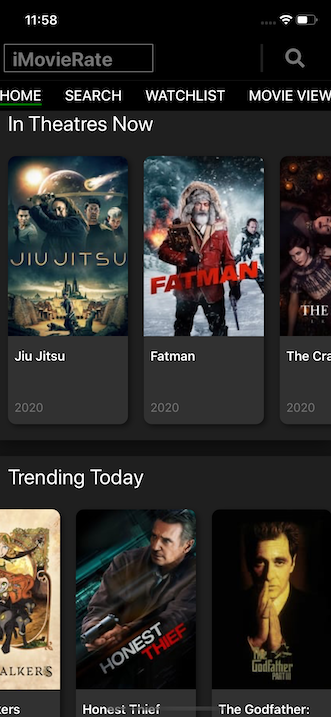 11:58
iMovieRate
HOME SEARCH WATCHLIST MOVIE VIEW
In Theatres Now
JIU JITSU
FATMAN
THE
Jiu Jitsu
Fatman
The Cra
2020
2020
2020
Trending Today
ALKERS
HONEST
THIEF
The
Godfather
PART III
kers
Honest Thief
The Godfather: